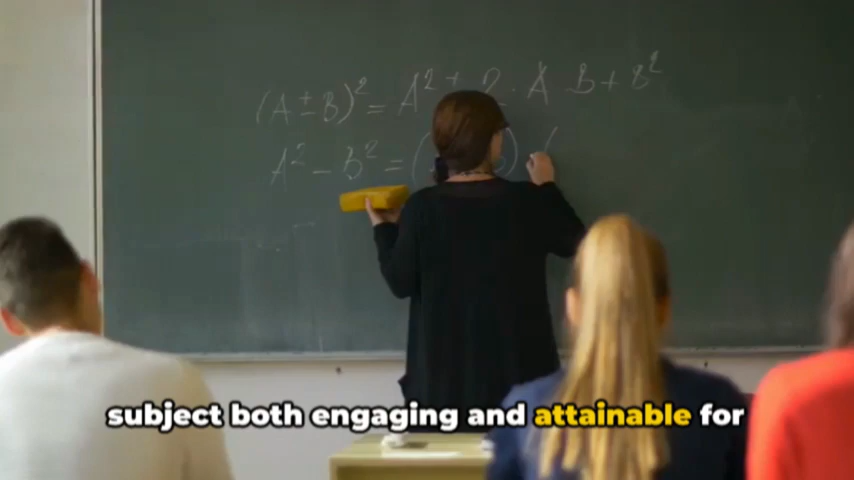 (A ± B)² = A² ± 2 · A · B + B²
A² - B² = ( ) (
subject both engaging and attainable for